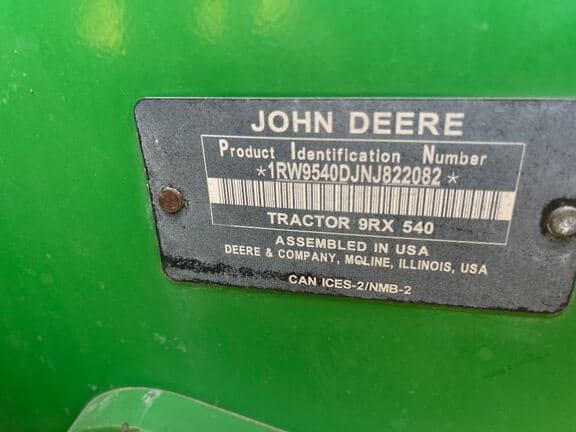 JOHN DEERE
Product Identification Number
*1RW9540DJNJ822082*
TRACTOR 9RX 540
ASSEMBLED IN USA
DEERE & COMPANY, MOLINE, ILLINOIS, USA
CAN ICES-2/NMB-2